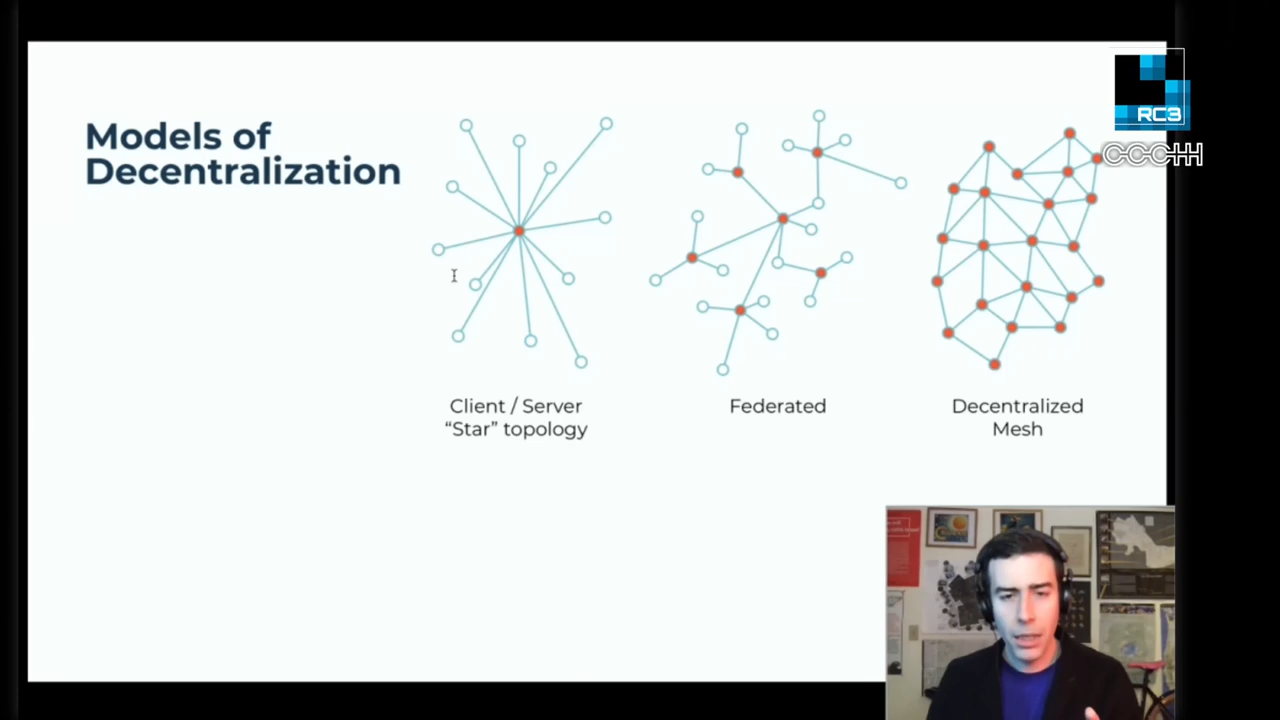 Models of
Decentralization
Client / Server
“Star” topology
Federated
Decentralized
Mesh
RC3
CCCHH